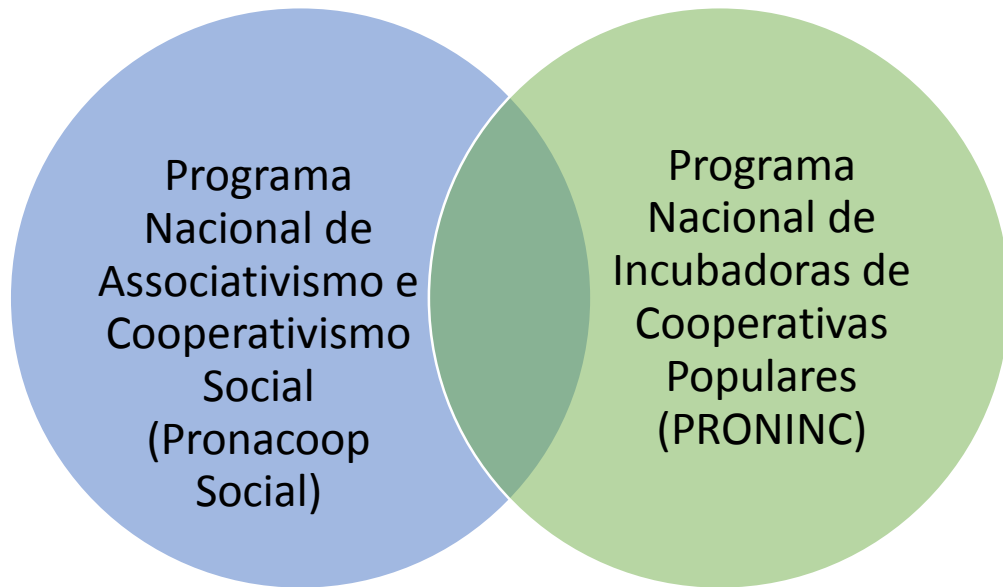 Programa
Nacional de
Associativismo e
Cooperativismo
Social
(Pronacoop
Social)
Programa
Nacional de
Incubadoras de
Cooperativas
Populares
(PRONINC)